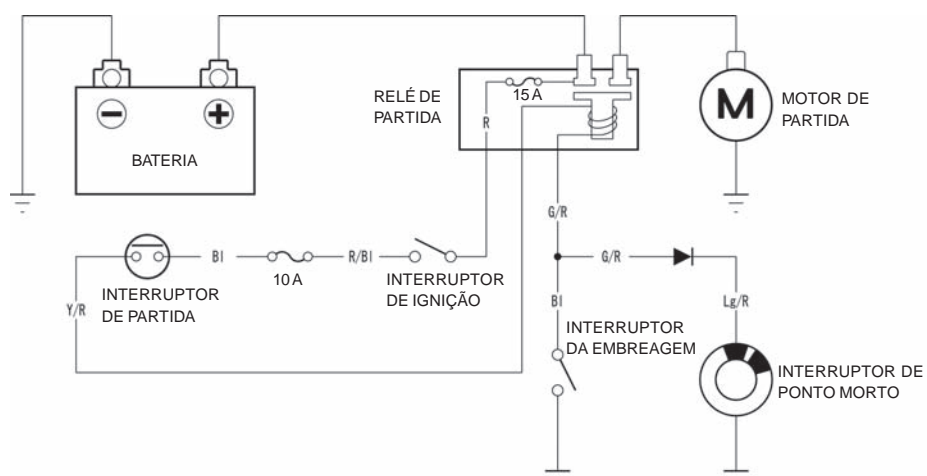 RELÉ DE
PARTIDA
15 A
R
M
MOTOR DE
PARTIDA
BATERIA
G/R
Bl
10 A
R/Bl
INTERRUPTOR
DE IGNIÇÃO
INTERRUPTOR
DE PARTIDA
Y/R
G/R
Bl
Lg/R
INTERRUPTOR
DA EMBREAGEM
INTERRUPTOR DE
PONTO MORTO